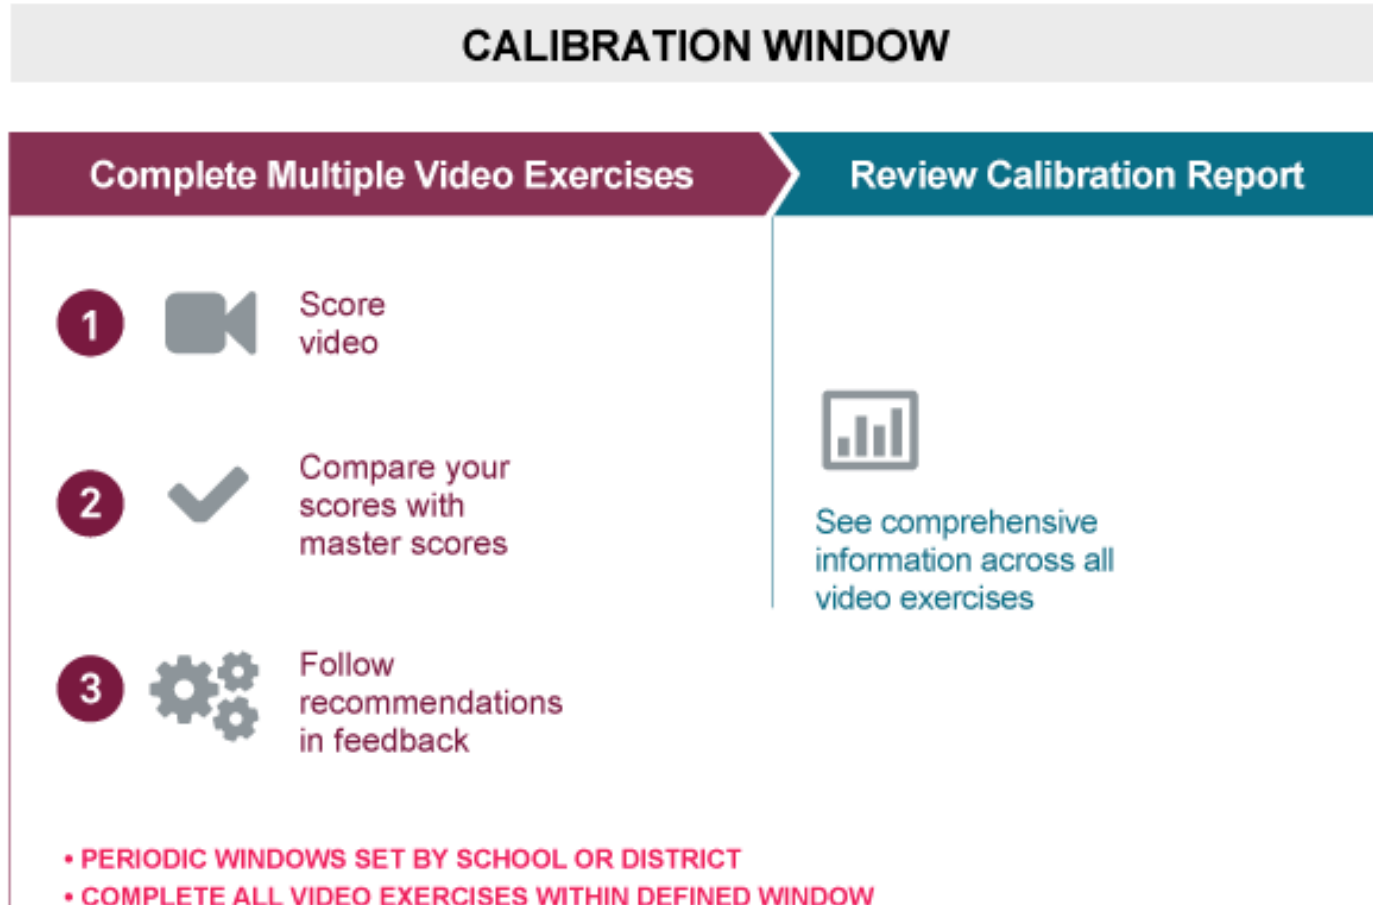 CALIBRATION WINDOW
Complete Multiple Video Exercises
Review Calibration Report
1
Score
video
2
Compare your
scores with
master scores
3
Follow
recommendations
in feedback
See comprehensive
information across all
video exercises
• PERIODIC WINDOWS SET BY SCHOOL OR DISTRICT
• COMPLETE ALL VIDEO EXERCISES WITHIN DEFINED WINDOW